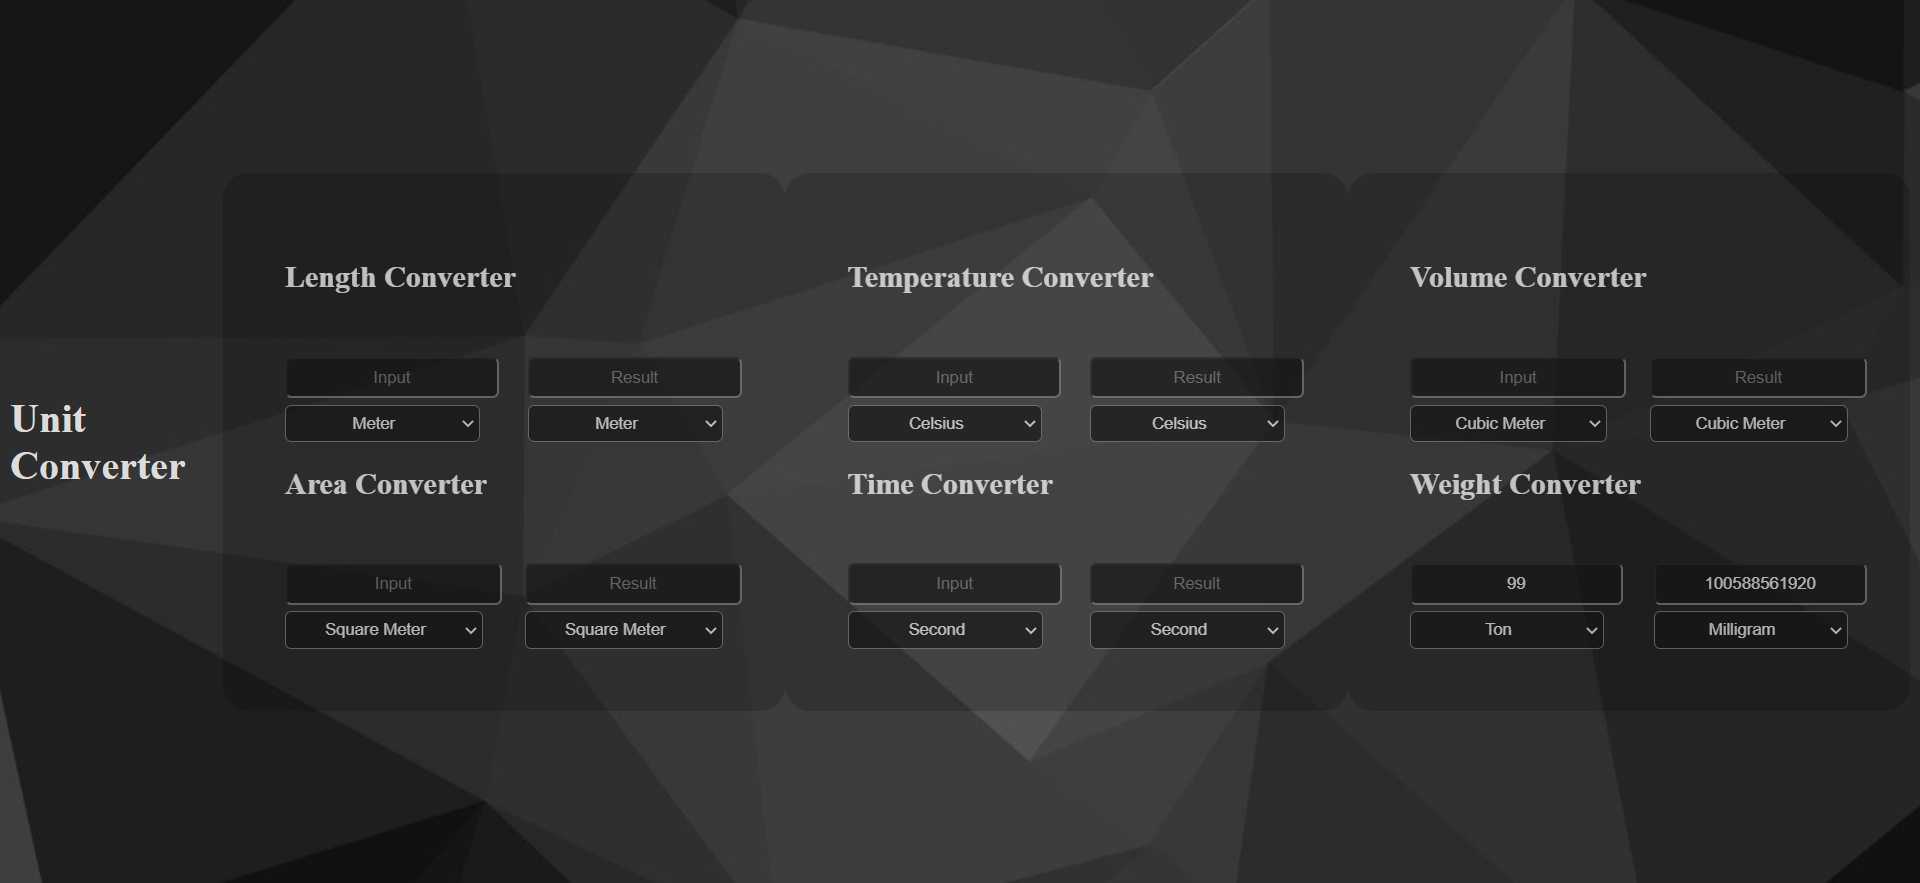 Unit
Converter
Length Converter
Input
Result
Meter
Meter
Area Converter
Input
Result
Square Meter
Square Meter
Temperature Converter
Input
Result
Celsius
Celsius
Time Converter
Input
Result
Second
Second
Volume Converter
Input
Result
Cubic Meter
Cubic Meter
Weight Converter
99
100588561920
Ton
Milligram